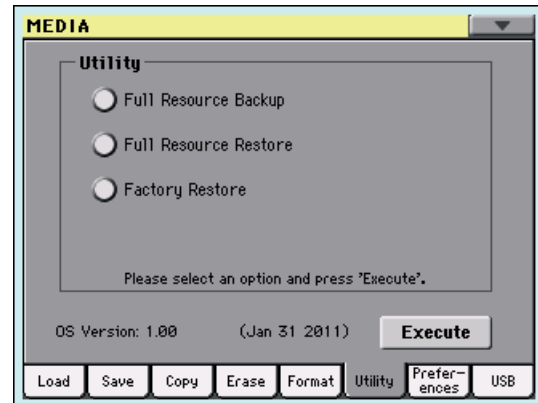 MEDIA
Utility
Full Resource Backup
Full Resource Restore
Factory Restore
Please select an option and press 'Execute'.
OS Version: 1.00 (Jan 31 2011) Execute
Load Save Copy Erase Format Utility Prefer-ences USB